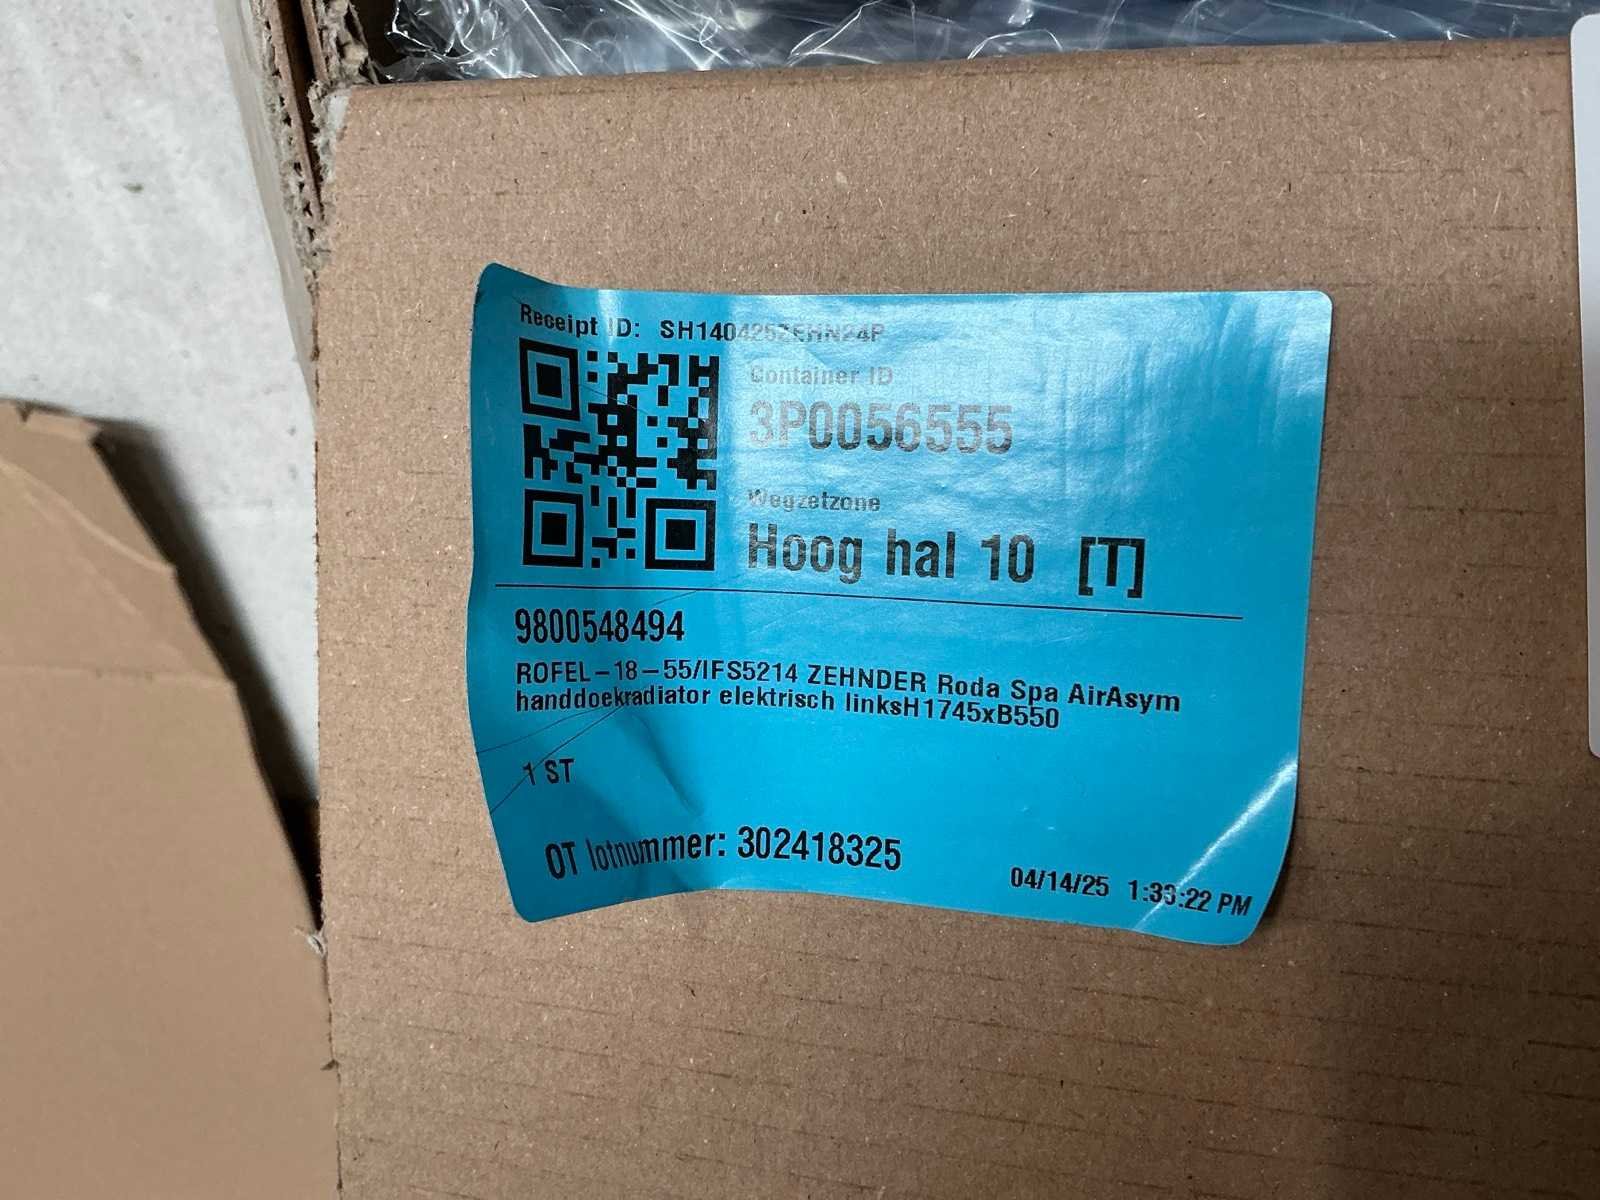 Receipt ID: SH140425ZEHN24P
Container ID
3P0056555
Wegzetzone
Hoog hal 10 [T]
9800548494
ROFEL-18-55/IFS5214 ZEHNDER Roda Spa AirAsym
handdoekradiator elektrisch linksH1745xB550
1 ST
OT lotnummer: 302418325
04/14/25 1:33:22 PM